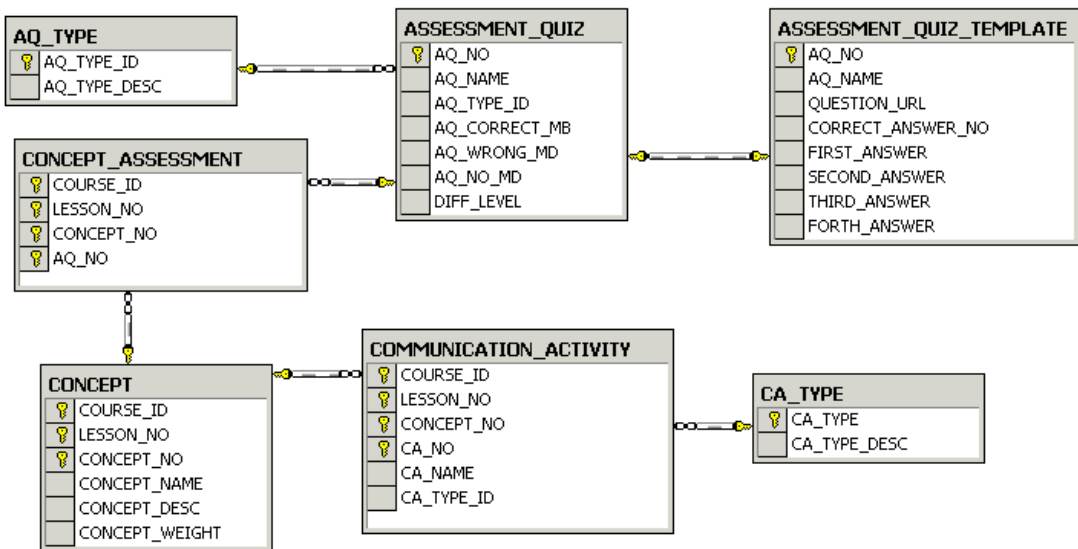 AQ_TYPE
AQ_TYPE_ID
AQ_TYPE_DESC
ASSESSMENT_QUIZ
AQ_NO
AQ_NAME
AQ_TYPE_ID
AQ_CORRECT_MB
AQ_WRONG_MD
AQ_NO_MD
DIFF_LEVEL
ASSESSMENT_QUIZ_TEMPLATE
AQ_NO
AQ_NAME
QUESTION_URL
CORRECT_ANSWER_NO
FIRST_ANSWER
SECOND_ANSWER
THIRD_ANSWER
FORTH_ANSWER
CONCEPT_ASSESSMENT
COURSE_ID
LESSON_NO
CONCEPT_NO
AQ_NO
CONCEPT
COURSE_ID
LESSON_NO
CONCEPT_NO
CONCEPT_NAME
CONCEPT_DESC
CONCEPT_WEIGHT
COMMUNICATION_ACTIVITY
COURSE_ID
LESSON_NO
CONCEPT_NO
CA_NO
CA_NAME
CA_TYPE_ID
CA_TYPE
CA_TYPE
CA_TYPE_DESC